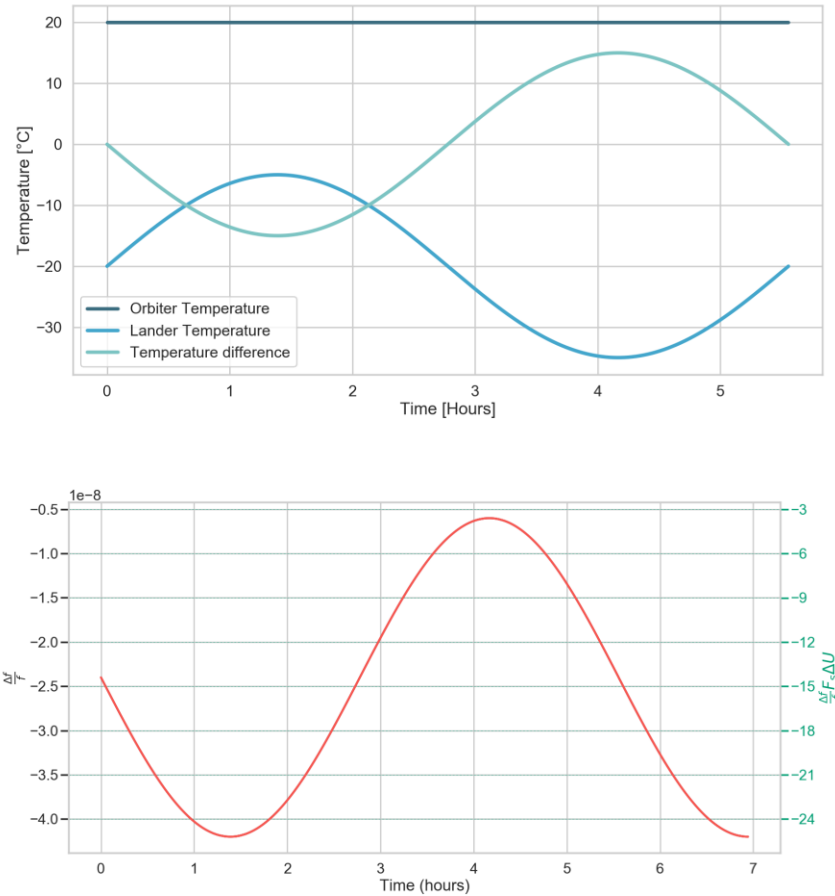 20
10
0
−10
−20
−30
Temperature [°C]
Orbiter Temperature
Lander Temperature
Temperature difference
0 1 2 3 4 5
Time [Hours]
1e−8
−0.5
−1.0
−1.5
−2.0
−2.5
−3.0
−3.5
−4.0
Δf
f
−3
−6
−9
−12
−15
−18
−21
−24
0 1 2 3 4 5 6 7
Time (hours)